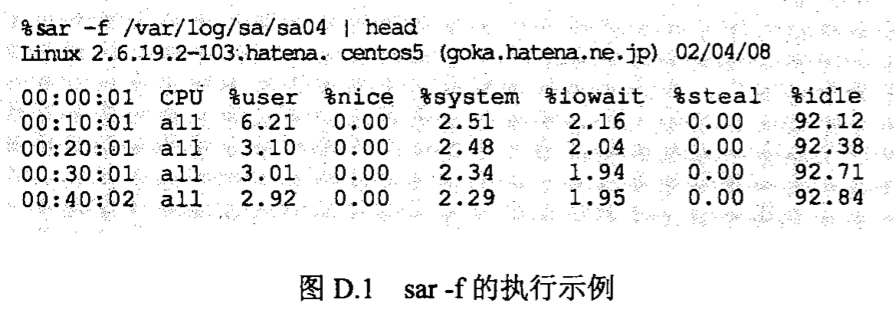 %sar -f /var/log/sa/sa04 | head
Linux 2.6.19.2-103.hatena. centos5 (goka.hatena.ne.jp) 02/04/08
00:00:01 CPU %user %nice %system %iowait %steal %idle
00:10:01 all 6.21 0.00 2.51 2.16 0.00 92.12
00:20:01 all 3.10 0.00 2.48 2.04 0.00 92.38
00:30:01 all 3.01 0.00 2.34 1.94 0.00 92.71
00:40:02 all 2.92 0.00 2.29 1.95 0.00 92.84
图 D.1 sar -f 的执行示例